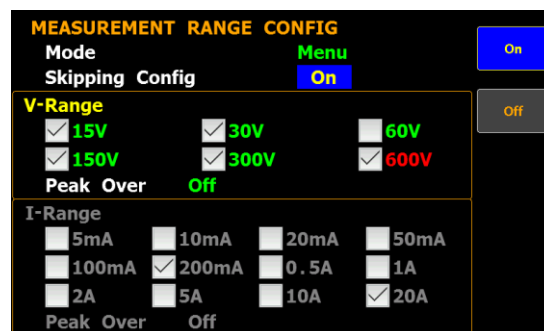 MEASUREMENT RANGE CONFIG
Mode Menu
Skipping Config On
On
Off
V-Range
15V 30V 60V
150V 300V 600V
Peak Over Off
I-Range
5mA 10mA 20mA 50mA
100mA 200mA 0.5A 1A
2A 5A 10A 20A
Peak Over Off